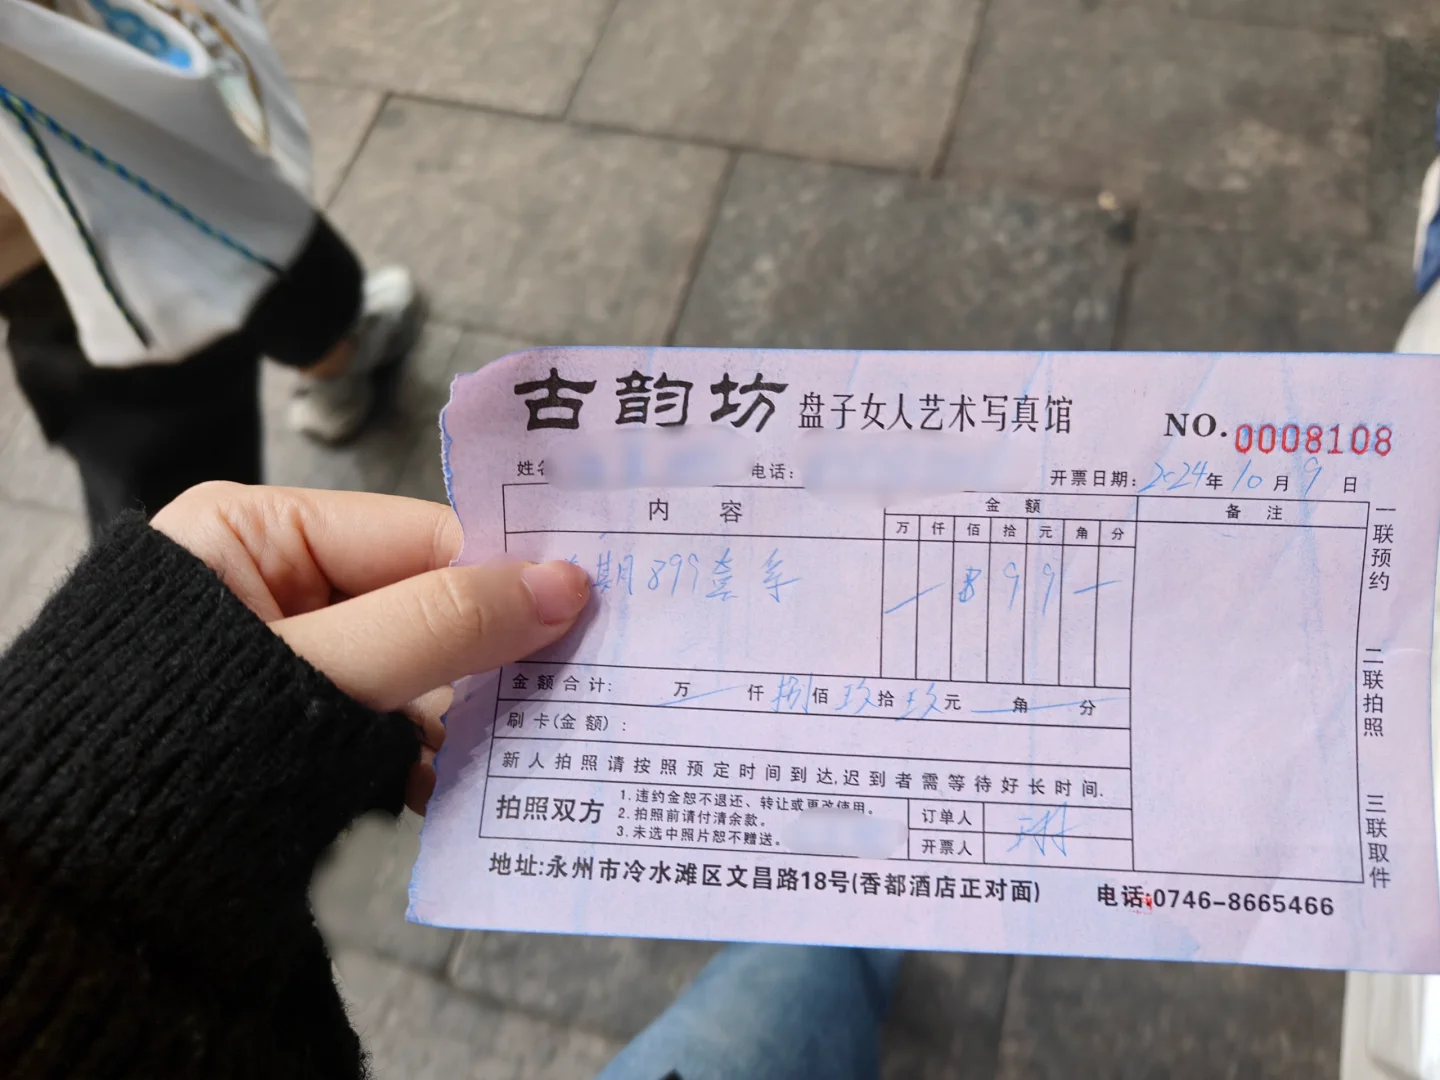 古韵坊 盘子女人艺术写真馆 NO.0008108
姓名 电话: 开票日期: 2024年10月9日
内容 金额 备注
万 仟 佰 拾 元 角 分
期899套系 8 9 9
金额合计: 万 仟捌佰玖拾玖元 角 分
刷卡(金额):
新人拍照请按照预定时间到达,迟到者需等待好长时间.
拍照双方
1.违约金恕不退还、转让或更改使用。
2.拍照前请付清余款。
3.未选中照片恕不赠送。
订单人
开票人
地址:永州市冷水滩区文昌路18号(香都酒店正对面) 电话:0746-8665466
一联预约 二联拍照 三联取件